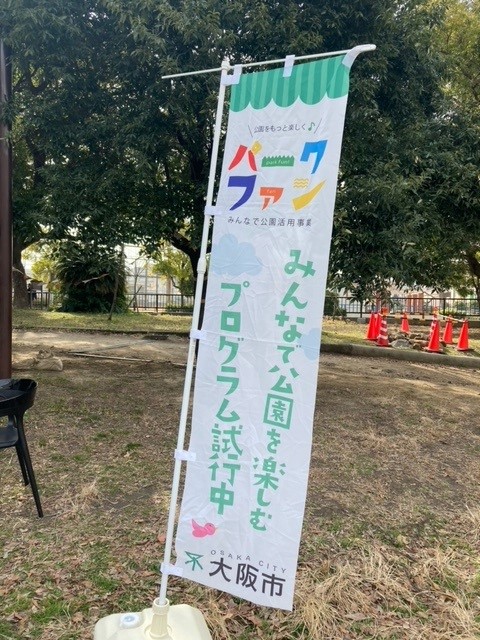 公園をもっと楽しく♪
パーク
ファン
みんなで公園活用事業
みんなで公園を楽しむ
プログラム試行中
OSAKA CITY
大阪市